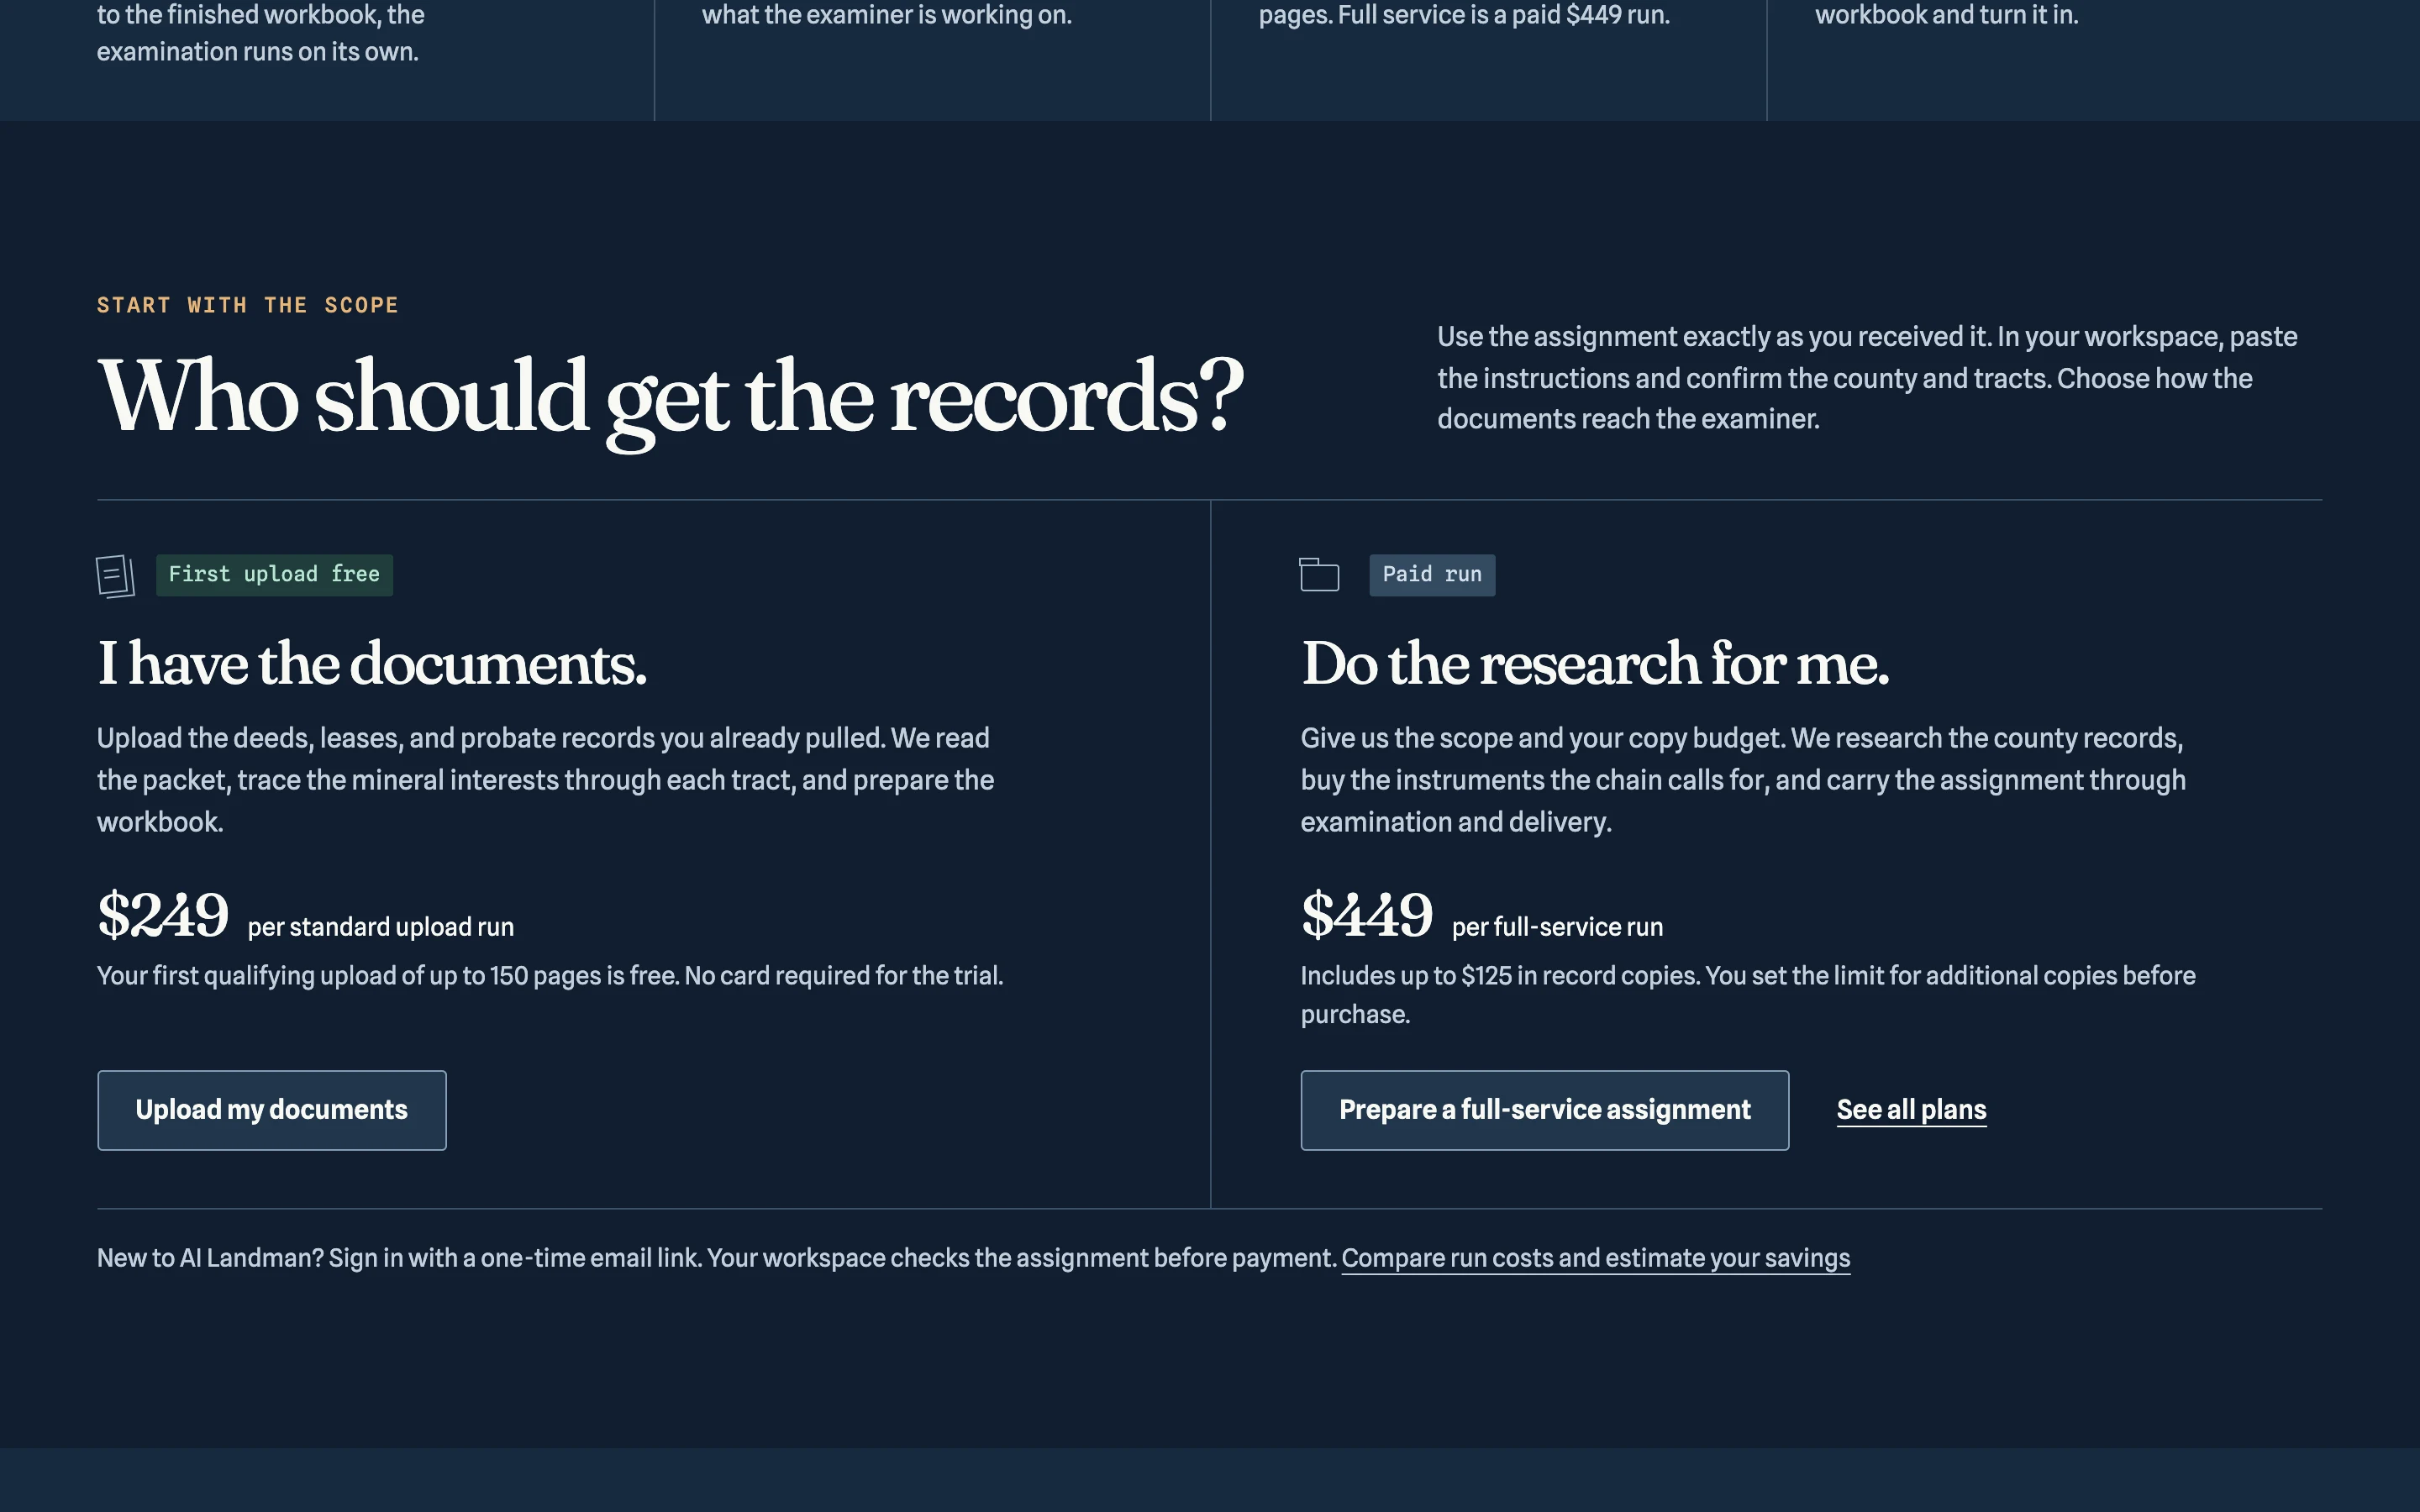 to the finished workbook, the
examination runs on its own.
what the examiner is working on.
pages. Full service is a paid $449 run.
workbook and turn it in.
START WITH THE SCOPE
Who should get the records?
Use the assignment exactly as you received it. In your workspace, paste
the instructions and confirm the county and tracts. Choose how the
documents reach the examiner.
First upload free
I have the documents.
Upload the deeds, leases, and probate records you already pulled. We read
the packet, trace the mineral interests through each tract, and prepare the
workbook.
$249 per standard upload run
Your first qualifying upload of up to 150 pages is free. No card required for the trial.
Upload my documents
Paid run
Do the research for me.
Give us the scope and your copy budget. We research the county records,
buy the instruments the chain calls for, and carry the assignment through
examination and delivery.
$449 per full-service run
Includes up to $125 in record copies. You set the limit for additional copies before
purchase.
Prepare a full-service assignment
See all plans
New to AI Landman? Sign in with a one-time email link. Your workspace checks the assignment before payment. Compare run costs and estimate your savings